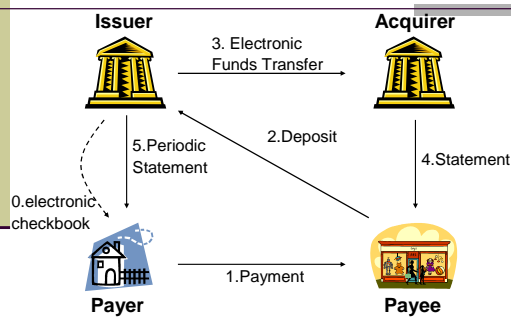 Issuer
Acquirer
3. Electronic
Funds Transfer
2.Deposit
5.Periodic
Statement
4.Statement
0.electronic
checkbook
1.Payment
Payer
Payee